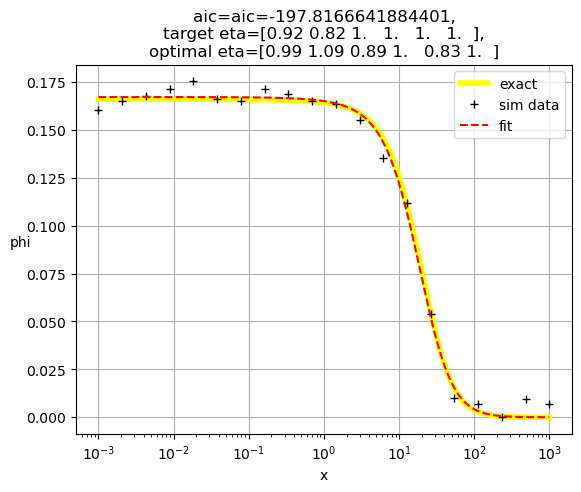 aic=aic=-197.8166641884401,
target eta=[0.92 0.82 1.   1.   1.   1.  ],
optimal eta=[0.99 1.09 0.89 1.   0.83 1.  ]
exact
sim data
fit
0.175
0.150
0.125
0.100
0.075
0.050
0.025
0.000
phi
10⁻³
10⁻²
10⁻¹
10⁰
10¹
10²
10³
x